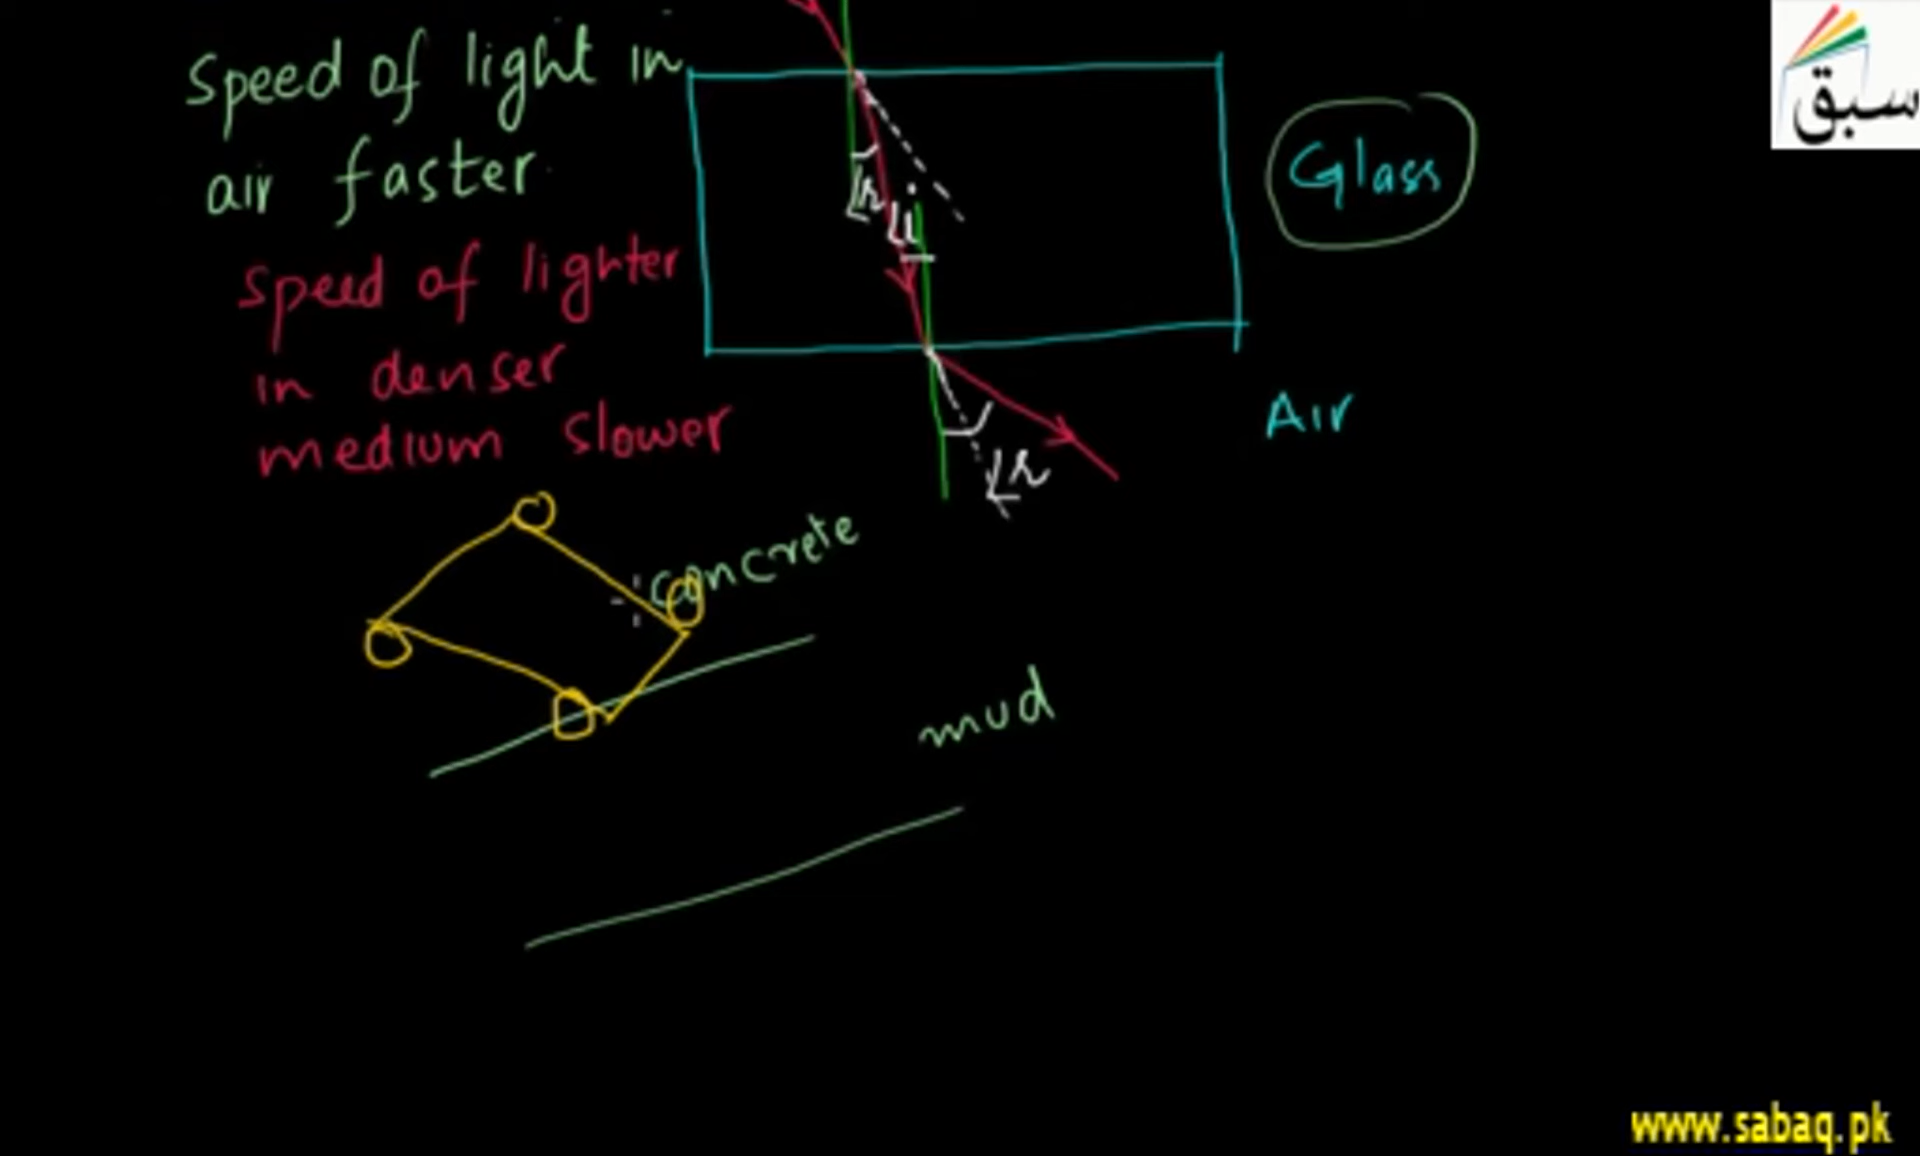 speed of light in
air faster
speed of lighter
in denser
medium slower
Glass
سبق
∠r
∠i
Air
∠r
concrete
mud
www.sabaq.pk